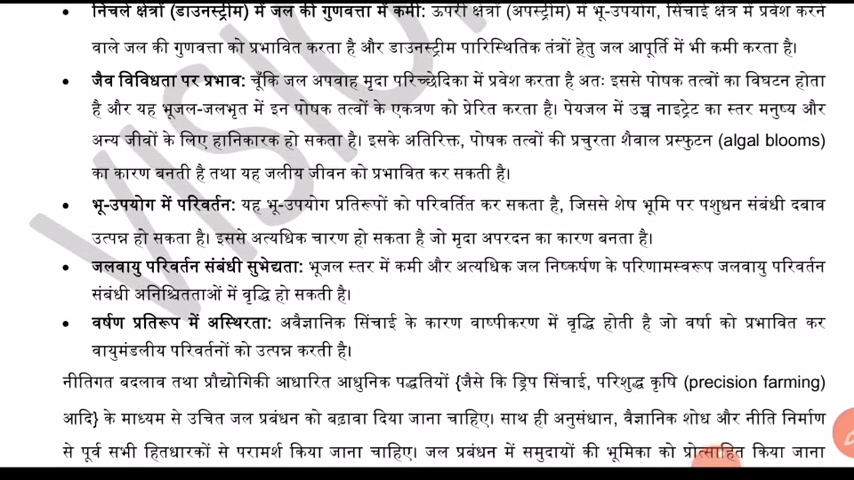 • निचले क्षेत्रों (डाउनस्ट्रीम) में जल की गुणवत्ता में कमी: ऊपरी क्षेत्रों (अपस्ट्रीम) में भू-उपयोग, सिंचाई क्षेत्र में प्रवेश करने
वाले जल की गुणवत्ता को प्रभावित करता है और डाउनस्ट्रीम पारिस्थितिक तंत्रों हेतु जल आपूर्ति में भी कमी करता है।
• जैव विविधता पर प्रभाव: चूँकि जल अपवाह मृदा परिच्छेदिका में प्रवेश करता है अतः इससे पोषक तत्वों का विघटन होता
है और यह भूजल-जलभृत में इन पोषक तत्वों के एकत्रण को प्रेरित करता है। पेयजल में उच्च नाइट्रेट का स्तर मनुष्य और
अन्य जीवों के लिए हानिकारक हो सकता है। इसके अतिरिक्त, पोषक तत्वों की प्रचुरता शैवाल प्रस्फुटन (algal blooms)
का कारण बनती है तथा यह जलीय जीवन को प्रभावित कर सकती है।
• भू-उपयोग में परिवर्तन: यह भू-उपयोग प्रतिरूपों को परिवर्तित कर सकता है, जिससे शेष भूमि पर पशुधन संबंधी दबाव
उत्पन्न हो सकता है। इससे अत्यधिक चारण हो सकता है जो मृदा अपरदन का कारण बनता है।
• जलवायु परिवर्तन संबंधी सुभेद्यता: भूजल स्तर में कमी और अत्यधिक जल निष्कर्षण के परिणामस्वरूप जलवायु परिवर्तन
संबंधी अनिश्चितताओं में वृद्धि हो सकती है।
• वर्षण प्रतिरूप में अस्थिरता: अवैज्ञानिक सिंचाई के कारण वाष्पीकरण में वृद्धि होती है जो वर्षा को प्रभावित कर
वायुमंडलीय परिवर्तनों को उत्पन्न करती है।
नीतिगत बदलाव तथा प्रौद्योगिकी आधारित आधुनिक पद्धतियों {जैसे कि ड्रिप सिंचाई, परिशुद्ध कृषि (precision farming)
आदि} के माध्यम से उचित जल प्रबंधन को बढ़ावा दिया जाना चाहिए। साथ ही अनुसंधान, वैज्ञानिक शोध और नीति निर्माण
से पूर्व सभी हितधारकों से परामर्श किया जाना चाहिए। जल प्रबंधन में समुदायों की भूमिका को प्रोत्साहित किया जाना
VISIO